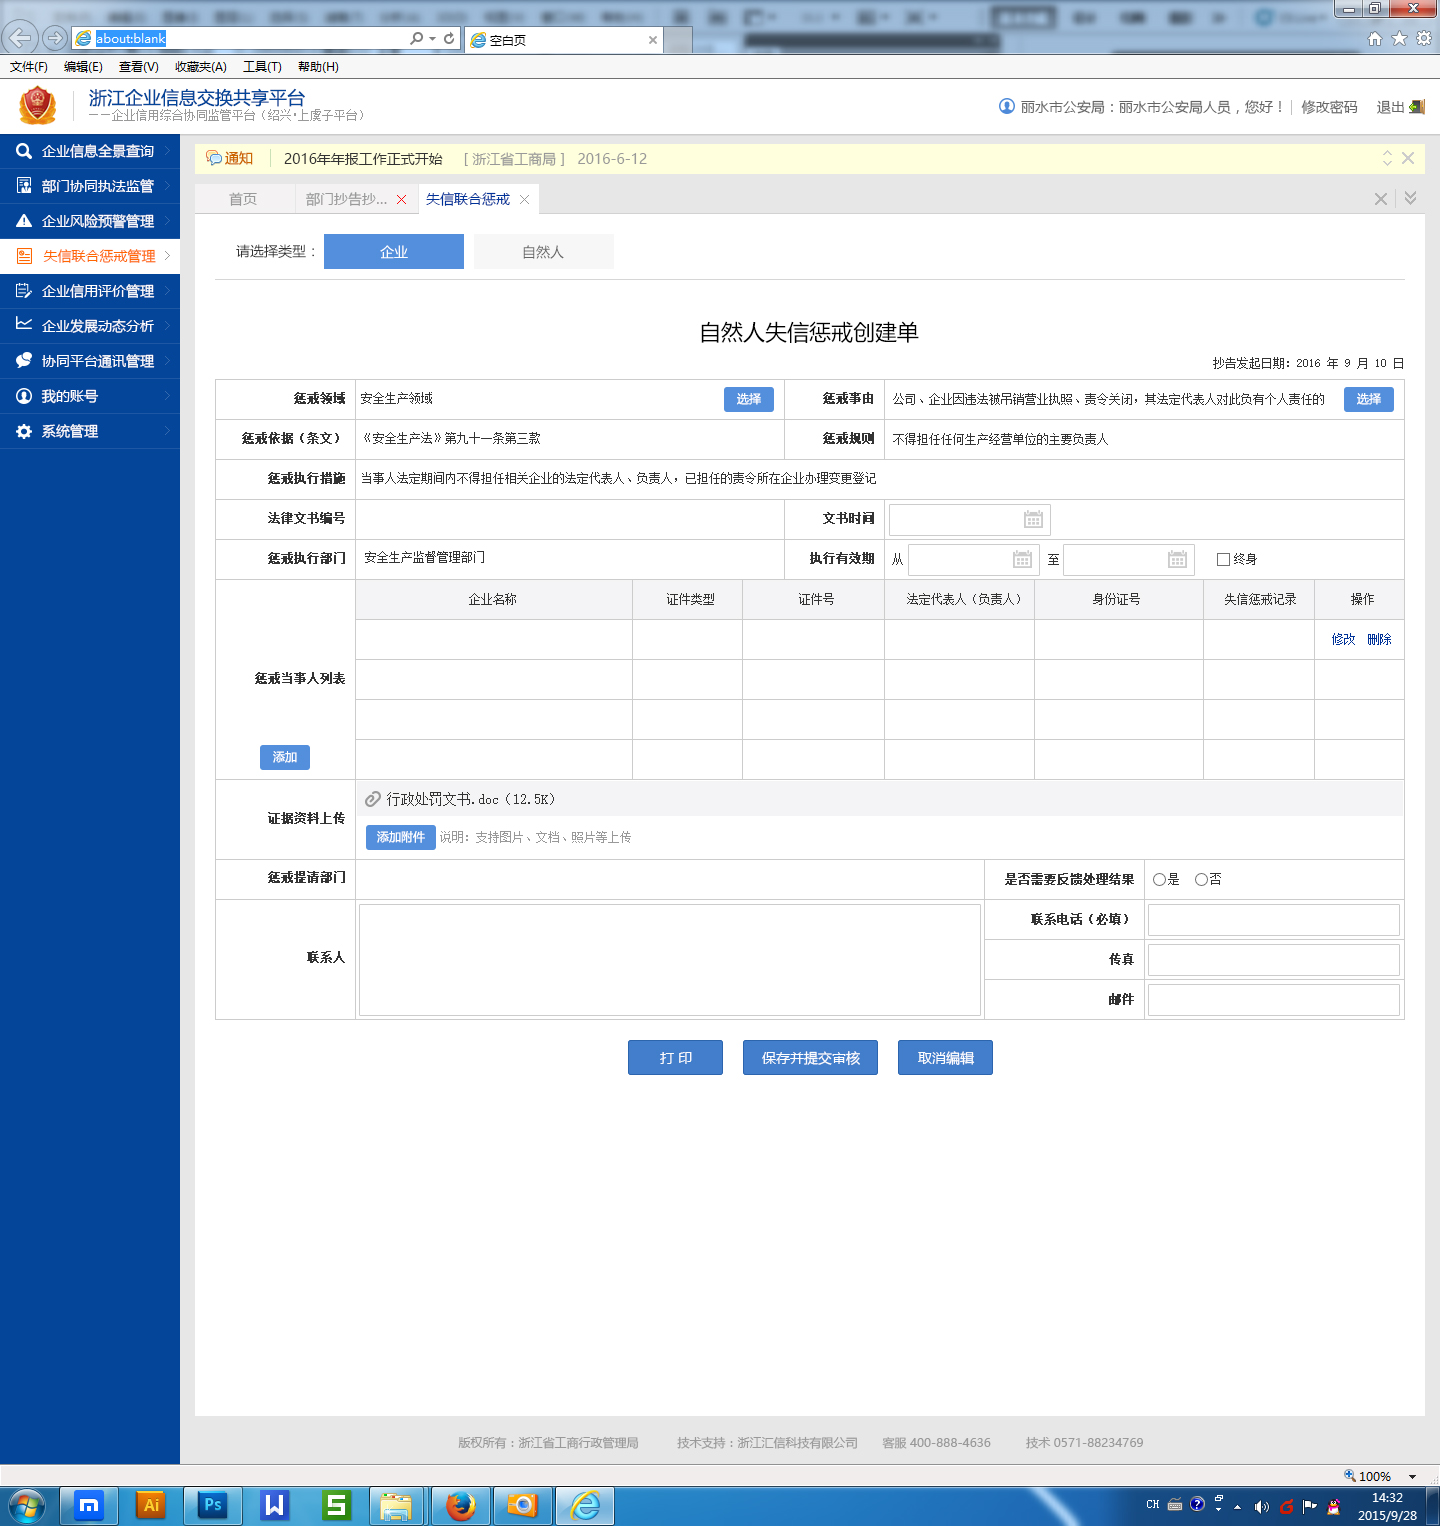 about:blank
空白页
文件(F) 编辑(E) 查看(V) 收藏夹(A) 工具(T) 帮助(H)
浙江企业信息交换共享平台
——企业信用综合协同监管平台（绍兴·上虞子平台）
丽水市公安局：丽水市公安局人员，您好！ 修改密码 退出
企业信息全景查询
部门协同执法监管
企业风险预警管理
失信联合惩戒管理
企业信用评价管理
企业发展动态分析
协同平台通讯管理
我的账号
系统管理
通知 2016年年报工作正式开始 [ 浙江省工商局 ] 2016-6-12
首页 部门抄告抄... 失信联合惩戒
请选择类型： 企业 自然人
自然人失信惩戒创建单
抄告发起日期：2016 年 9 月 10 日
惩戒领域 安全生产领域 选择 惩戒事由 公司、企业因违法被吊销营业执照、责令关闭，其法定代表人对此负有个人责任的 选择
惩戒依据（条文） 《安全生产法》第九十一条第三款 惩戒规则 不得担任任何生产经营单位的主要负责人
惩戒执行措施 当事人法定期间内不得担任相关企业的法定代表人、负责人，已担任的责令所在企业办理变更登记
法律文书编号 文书时间
惩戒执行部门 安全生产监督管理部门 执行有效期 从 至 终身
企业名称 证件类型 证件号 法定代表人（负责人） 身份证号 失信惩戒记录 操作
修改 删除
惩戒当事人列表
添加
证据资料上传 行政处罚文书.doc（12.5K）
添加附件 说明：支持图片、文档、照片等上传
惩戒提请部门 是否需要反馈处理结果 是 否
联系人 联系电话（必填）
传真
邮件
打 印 保存并提交审核 取消编辑
版权所有：浙江省工商行政管理局 技术支持：浙江汇信科技有限公司 客服 400-888-4636 技术 0571-88234769
100%
m Ai Ps W S CH 14:32
2015/9/28